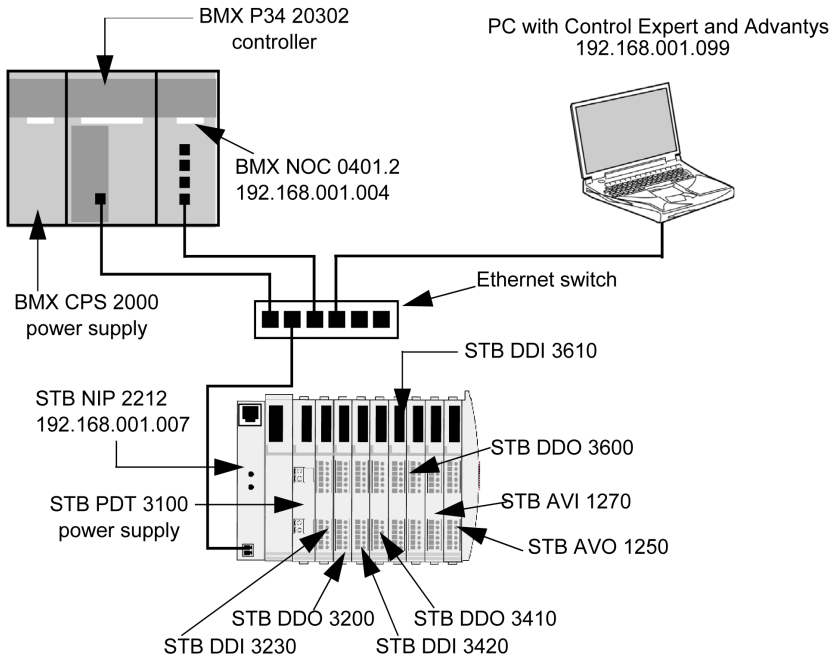 BMX P34 20302
controller
PC with Control Expert and Advantys
192.168.001.099
BMX NOC 0401.2
192.168.001.004
BMX CPS 2000
power supply
Ethernet switch
STB DDI 3610
STB NIP 2212
192.168.001.007
STB DDO 3600
STB PDT 3100
power supply
STB AVI 1270
STB AVO 1250
STB DDO 3200
STB DDO 3410
STB DDI 3230
STB DDI 3420